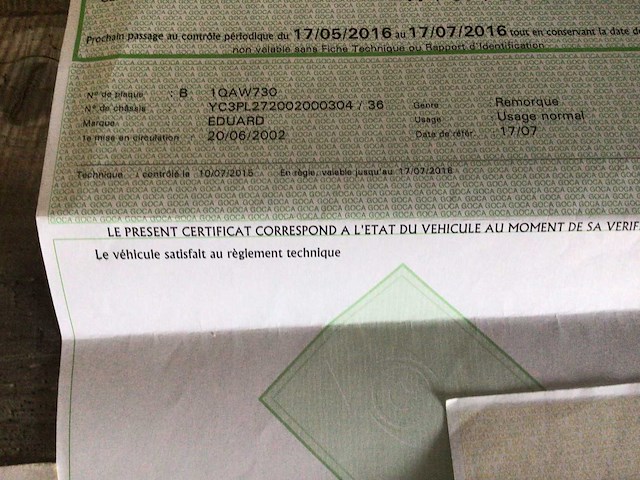 Prochain passage au contrôle périodique du 17/05/2016 au 17/07/2016 tout en conservant la date de
non valable sans Fiche Technique ou Rapport d'Identification
N° de plaque : B 1QAW730
N° de châssis YC3PL272002000304 / 36 Genre Remorque
Marque EDUARD Usage Usage normal
1e mise en circulation : 20/06/2002 Date de référ. : 17/07
Technique : contrôlé le 10/07/2015 En règle, valable jusqu'au 17/07/2016
LE PRESENT CERTIFICAT CORRESPOND A L'ETAT DU VEHICULE AU MOMENT DE SA VERIFI
Le véhicule satisfait au règlement technique